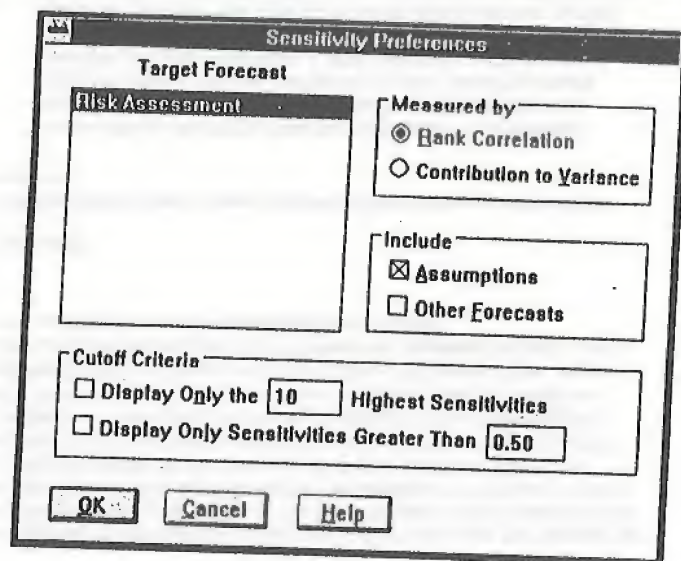 Sensitivity Preferences
Target Forecast
Risk Assessment
Measured by
Rank Correlation
Contribution to Variance
Include
Assumptions
Other Forecasts
Cutoff Criteria
Display Only the 10 Highest Sensitivities
Display Only Sensitivities Greater Than 0.50
OK
Cancel
Help